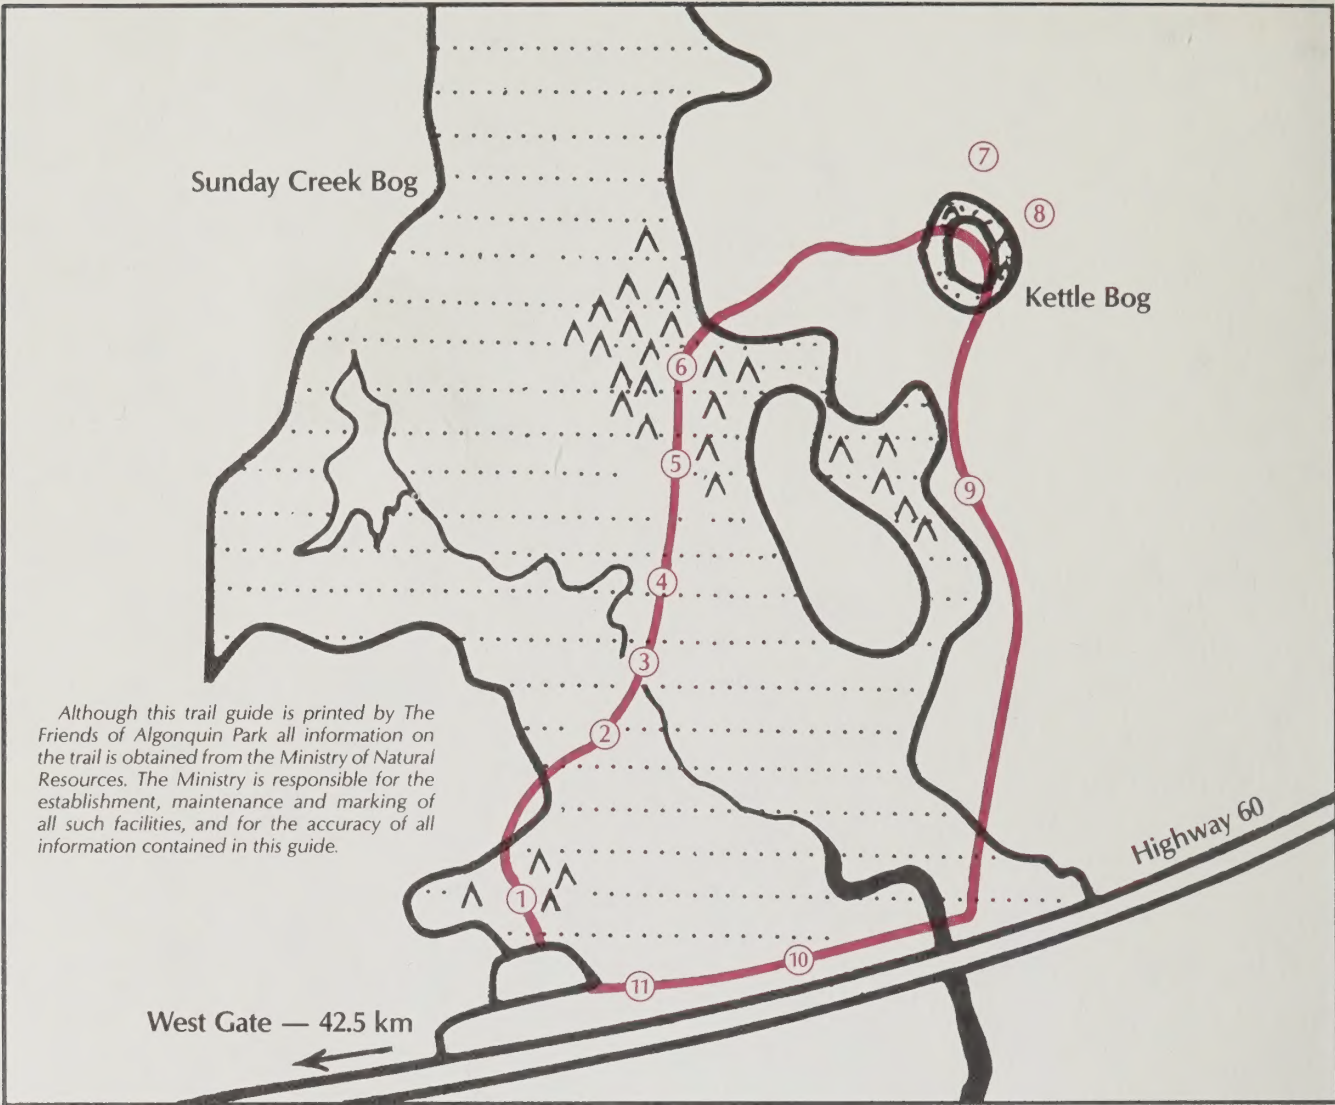 Sunday Creek Bog
7
8
Kettle Bog
6
5
9
4
3
2
Although this trail guide is printed by The
Friends of Algonquin Park all information on
the trail is obtained from the Ministry of Natural
Resources. The Ministry is responsible for the
establishment, maintenance and marking of
all such facilities, and for the accuracy of all
information contained in this guide.
Highway 60
1
10
11
West Gate — 42.5 km